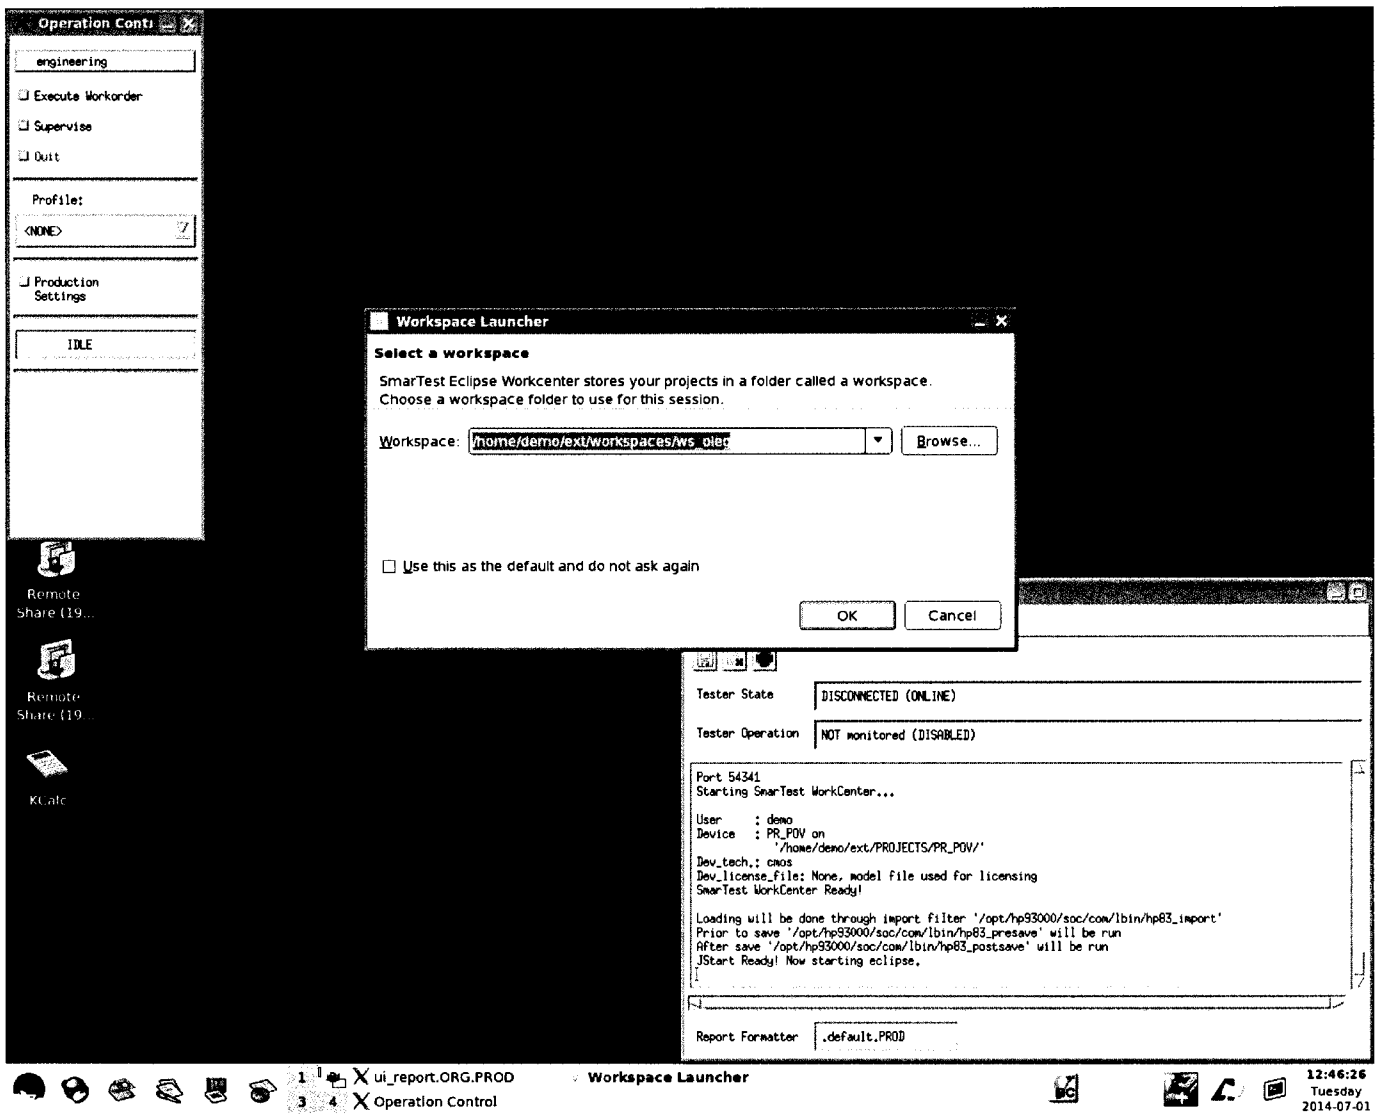 Operation Conti
engineering
Execute Workorder
Supervise
Quit
Profile:
<NONE>
Production
Settings
IDLE
Workspace Launcher
Select a workspace
SmarTest Eclipse Workcenter stores your projects in a folder called a workspace.
Choose a workspace folder to use for this session.
Workspace: /home/demo/ext/workspaces/ws_oleg Browse...
Use this as the default and do not ask again
OK Cancel
Remote
Share (19...
Remote
Share (19...
KCalc
Tester State DISCONNECTED (ONLINE)
Tester Operation NOT monitored (DISABLED)
Port 54341
Starting SmarTest WorkCenter...
User : demo
Device : PR_POV on
'/home/demo/ext/PROJECTS/PR_POV/'
Dev_tech.: cmos
Dev_license_file: None, model file used for licensing
SmarTest WorkCenter Ready!
Loading will be done through import filter '/opt/hp93000/soc/com/lbin/hp83_import'
Prior to save '/opt/hp93000/soc/com/lbin/hp83_presave' will be run
After save '/opt/hp93000/soc/com/lbin/hp83_postsave' will be run
JStart Ready! Now starting eclipse.
Report Formatter .default.PROD
1 ui_report.ORG.PROD Workspace Launcher
3 4 Operation Control
12:46:26
Tuesday
2014-07-01